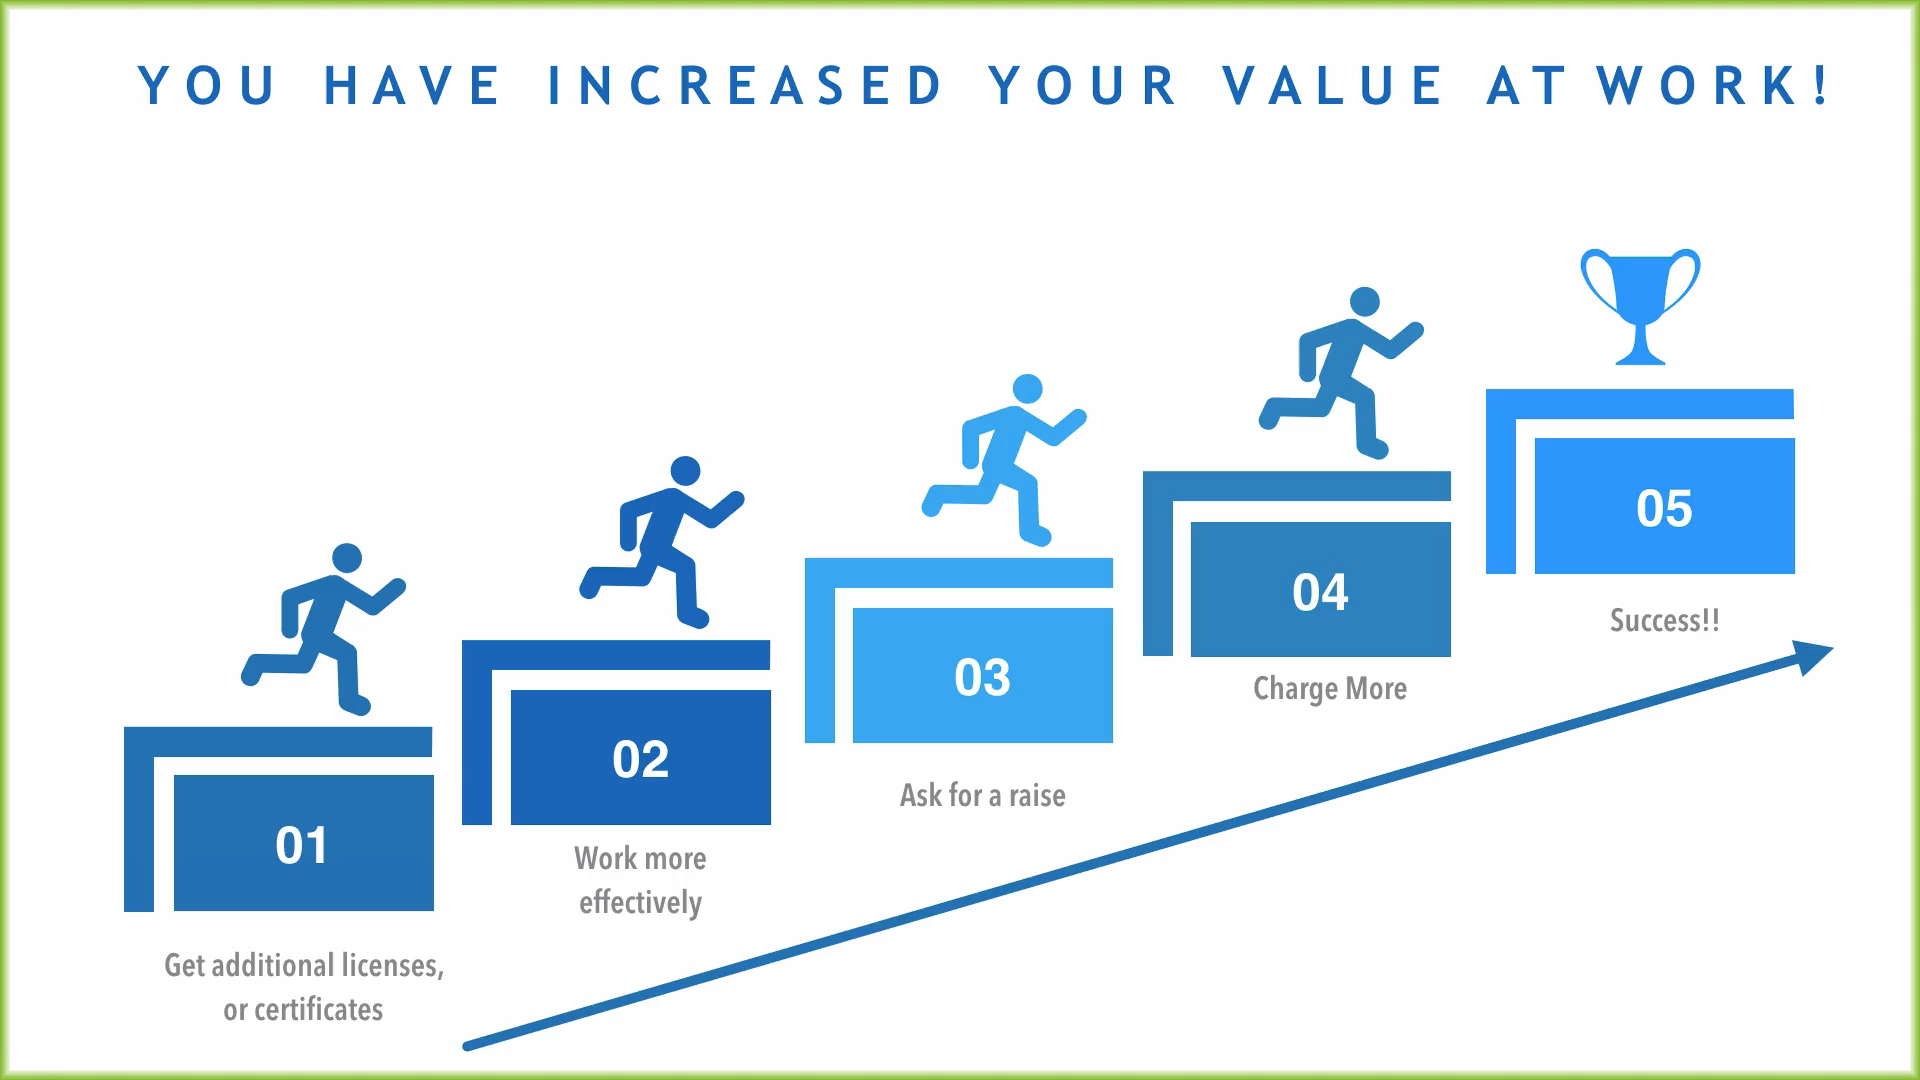 YOU HAVE INCREASED YOUR VALUE AT WORK!
01
Get additional licenses,
or certificates
02
Work more
effectively
03
Ask for a raise
04
Charge More
05
Success!!